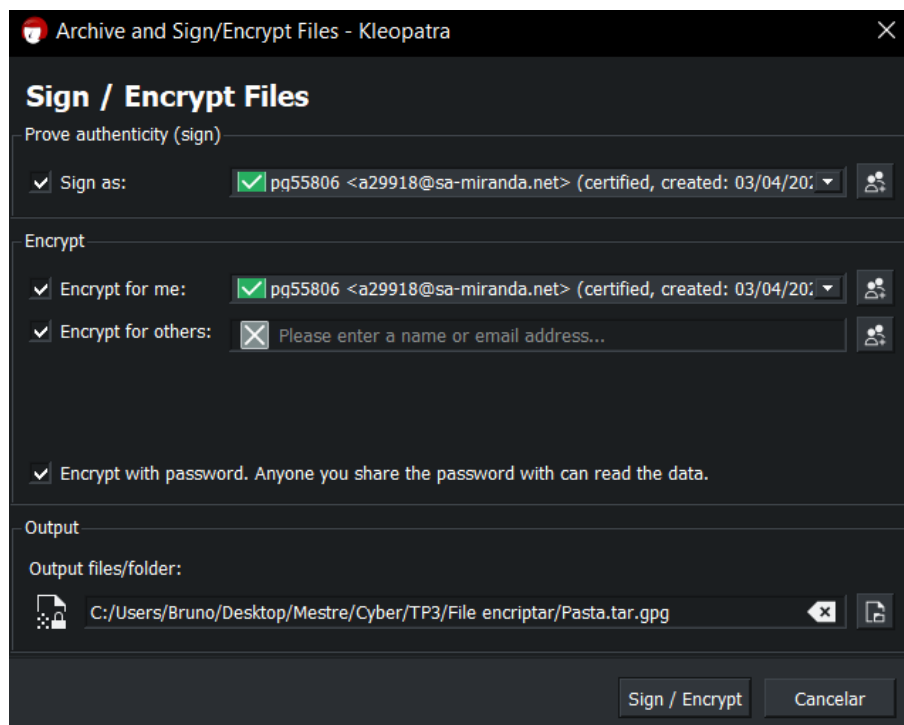 Archive and Sign/Encrypt Files - Kleopatra
Sign / Encrypt Files
Prove authenticity (sign)
Sign as: pg55806 <a29918@sa-miranda.net> (certified, created: 03/04/202
Encrypt
Encrypt for me: pg55806 <a29918@sa-miranda.net> (certified, created: 03/04/202
Encrypt for others: Please enter a name or email address...
Encrypt with password. Anyone you share the password with can read the data.
Output
Output files/folder:
C:/Users/Bruno/Desktop/Mestre/Cyber/TP3/File encriptar/Pasta.tar.gpg
Sign / Encrypt Cancelar